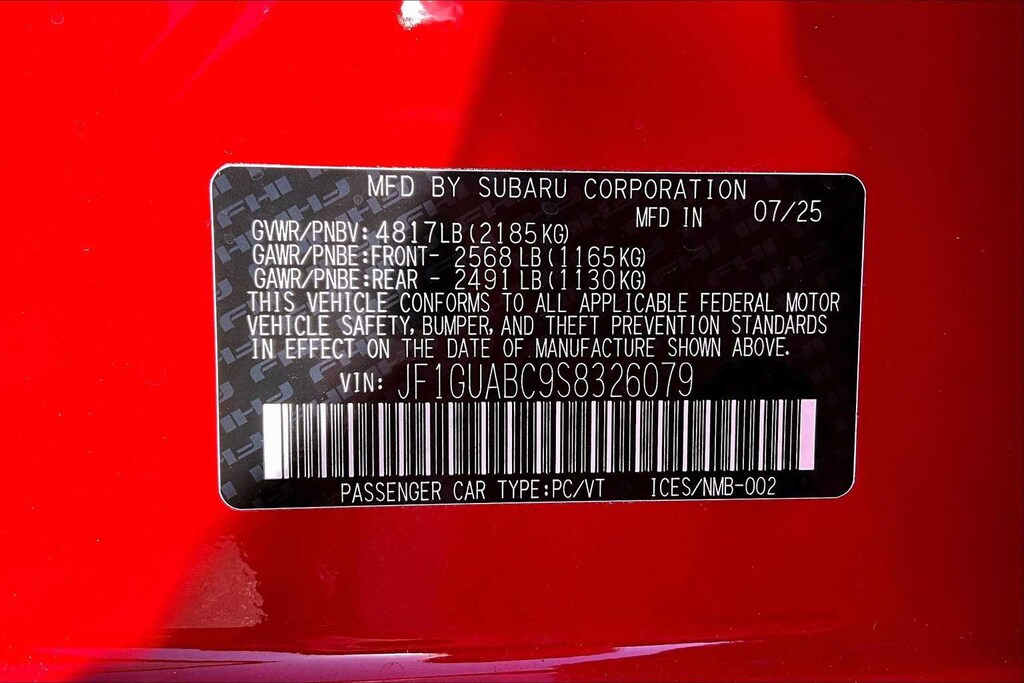 MFD BY SUBARU CORPORATION
MFD IN 07/25
GVWR/PNBV: 4817LB(2185KG)
GAWR/PNBE:FRONT- 2568LB(1165KG)
GAWR/PNBE:REAR - 2491LB(1130KG)
THIS VEHICLE CONFORMS TO ALL APPLICABLE FEDERAL MOTOR
VEHICLE SAFETY, BUMPER, AND THEFT PREVENTION STANDARDS
IN EFFECT ON THE DATE OF MANUFACTURE SHOWN ABOVE.
VIN: JF1GUABC9S8326079
PASSENGER CAR TYPE:PC/VT ICES/NMB-002